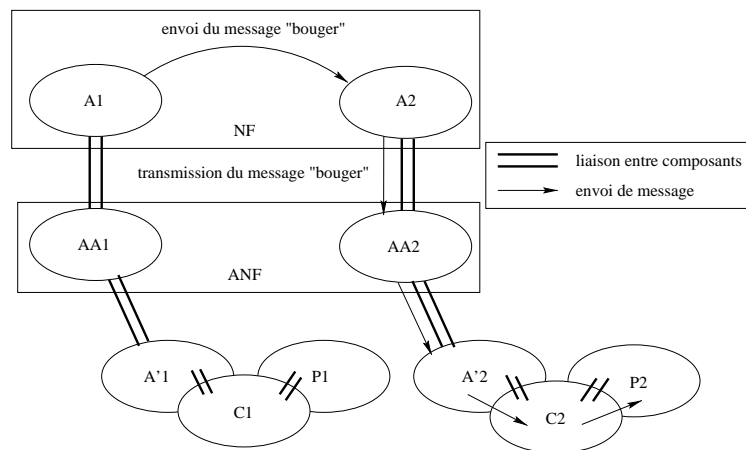 envoi du message "bouger"
A1
A2
NF
transmission du message "bouger"
liaison entre composants
envoi de message
AA1
AA2
ANF
A'1
P1
C1
A'2
P2
C2